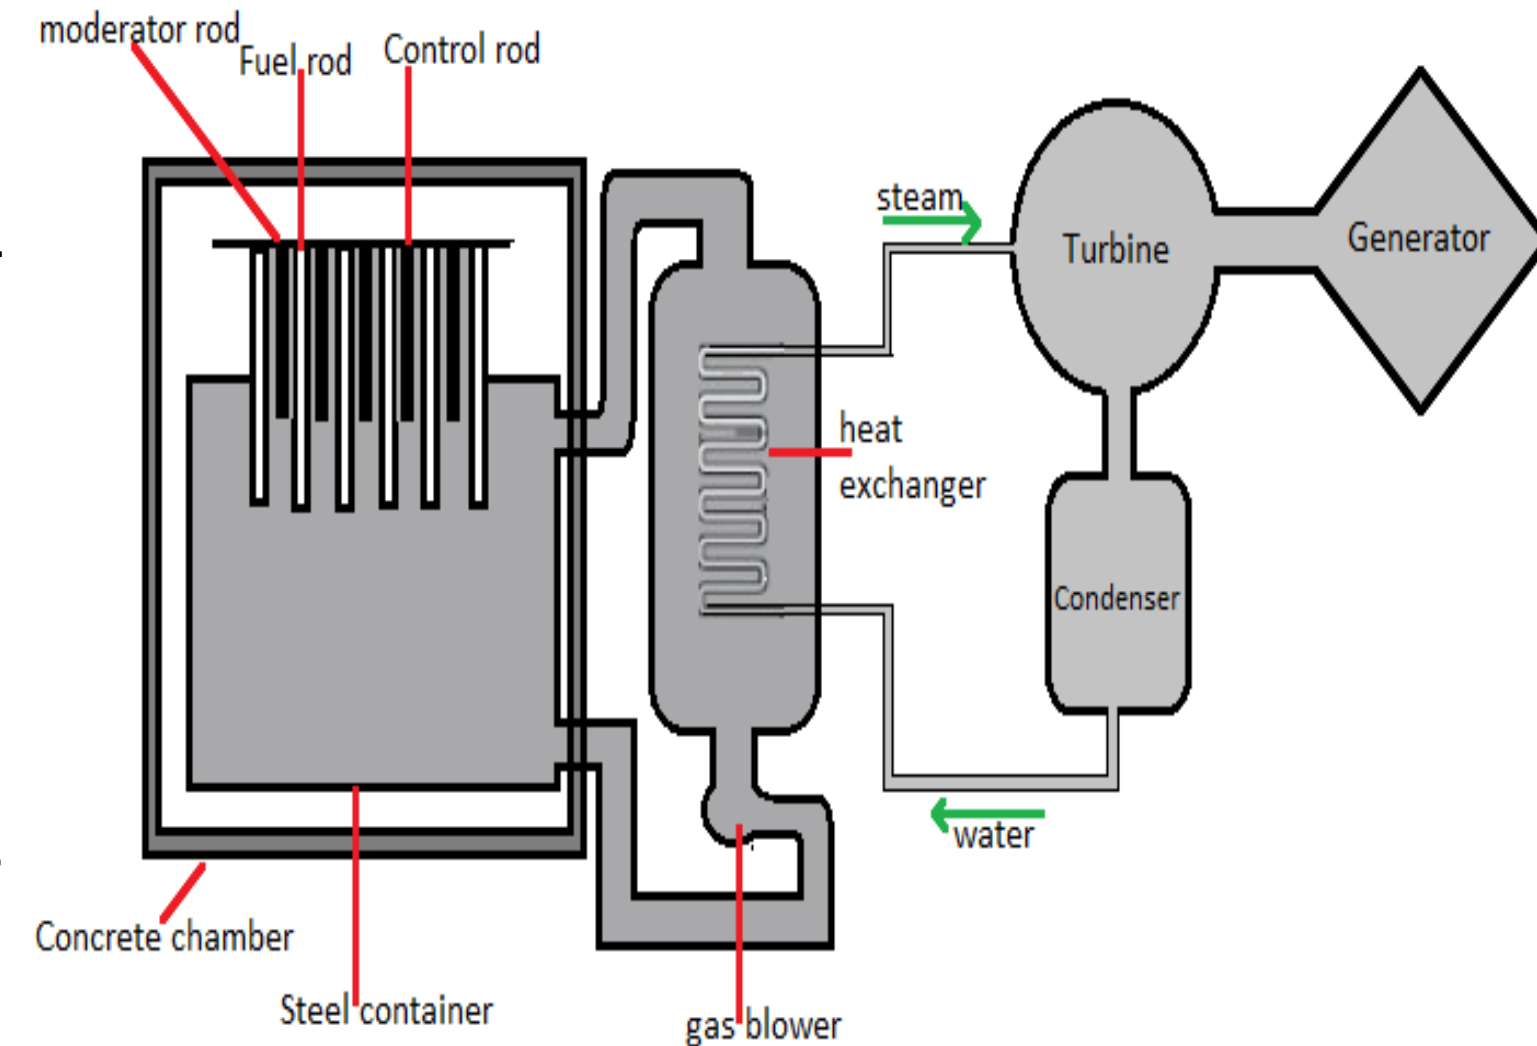 moderator rod
Fuel rod
Control rod
steam
Turbine
Generator
heat
exchanger
Condenser
water
Concrete chamber
Steel container
gas blower